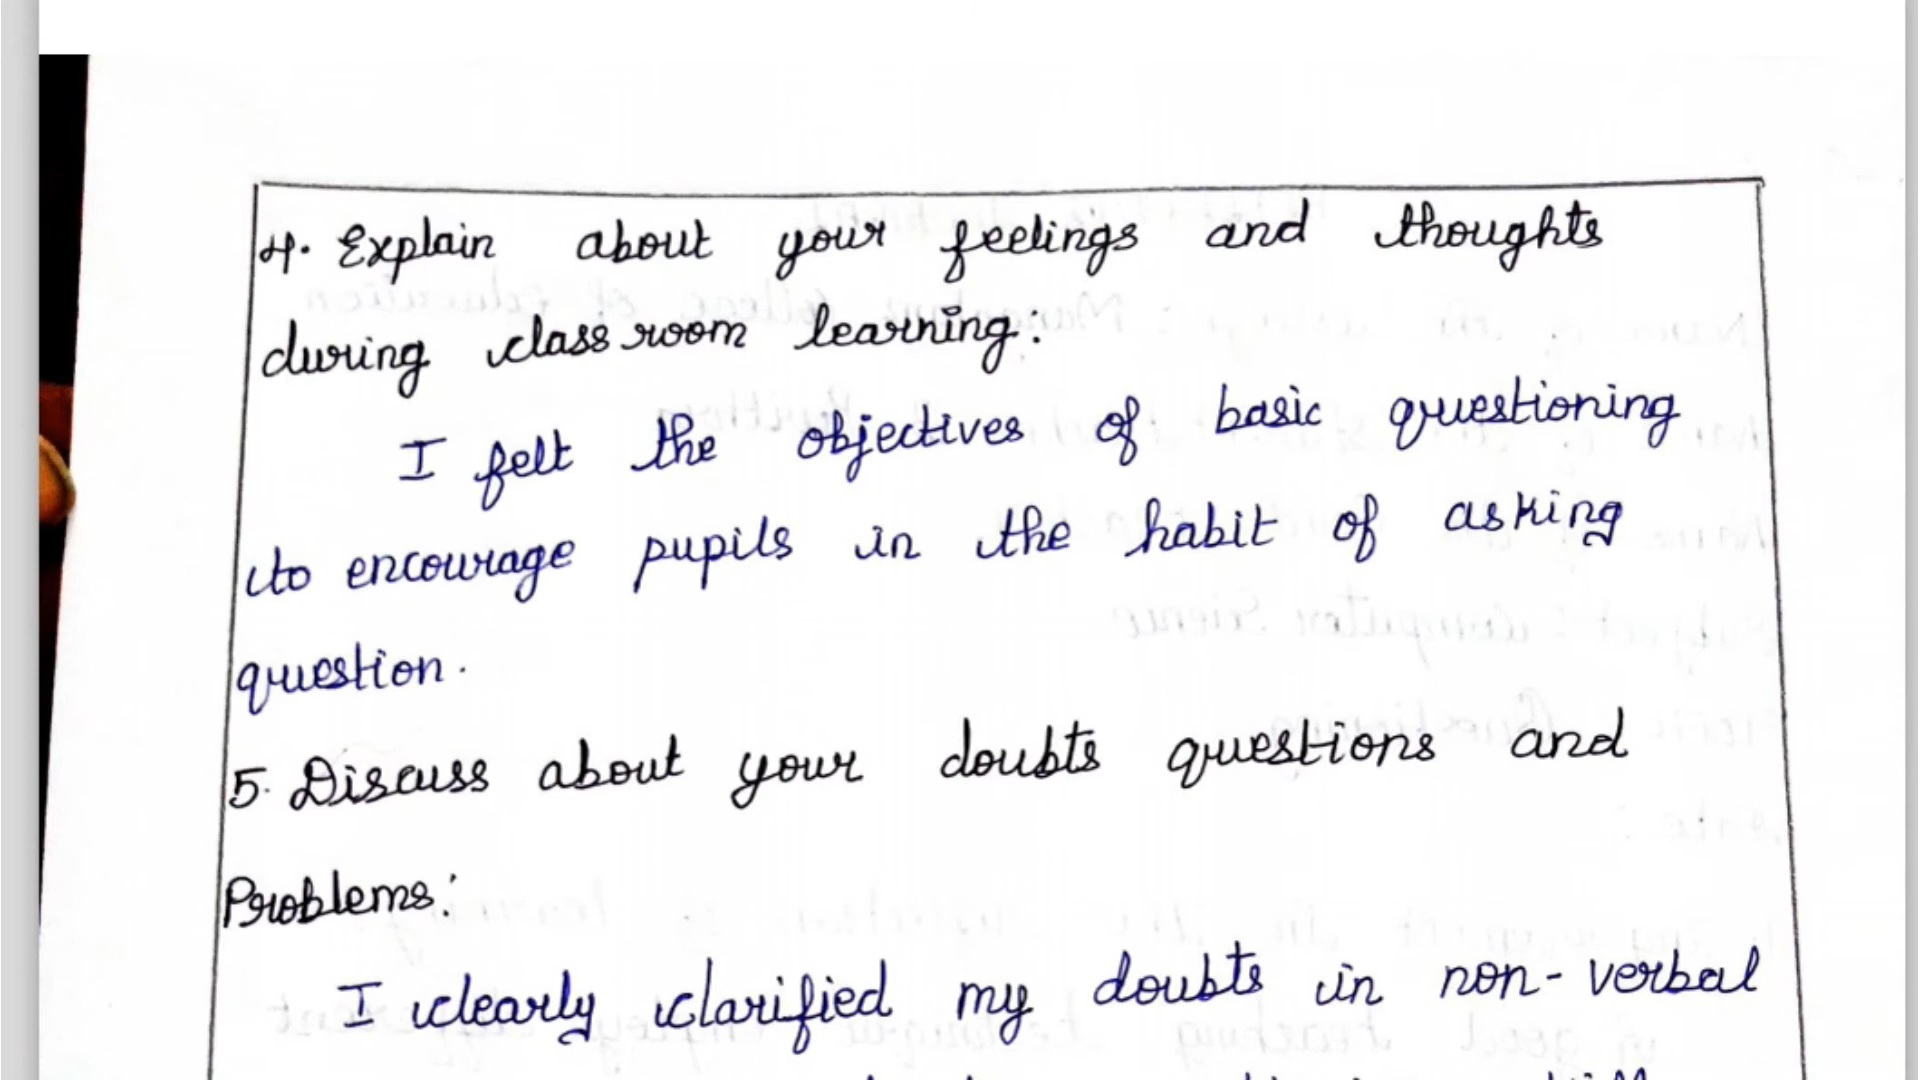 4. Explain about your feelings and thoughts
during class room learning:
I felt the objectives of basic questioning
to encourage pupils in the habit of asking
question.
5. Discuss about your doubts questions and
Problems:
I clearly clarified my doubts in non-verbal